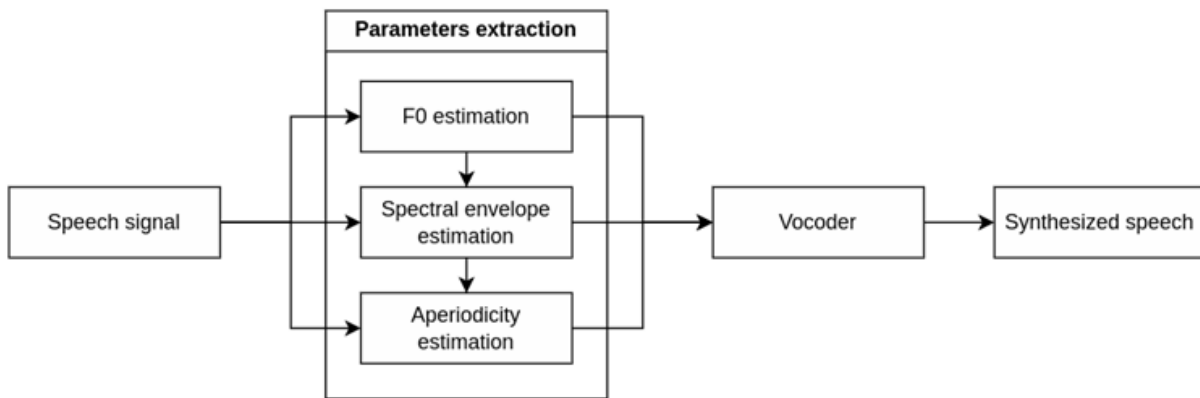 Parameters extraction
F0 estimation
Speech signal
Spectral envelope
estimation
Vocoder
Synthesized speech
Aperiodicity
estimation